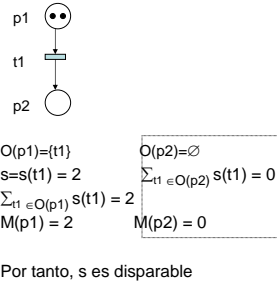 p1
t1
p2
O(p1)={t1} O(p2)=∅
s=s(t1) = 2 ∑t1 ∈O(p2) s(t1) = 0
∑t1 ∈O(p1) s(t1) = 2
M(p1) = 2 M(p2) = 0
Por tanto, s es disparable